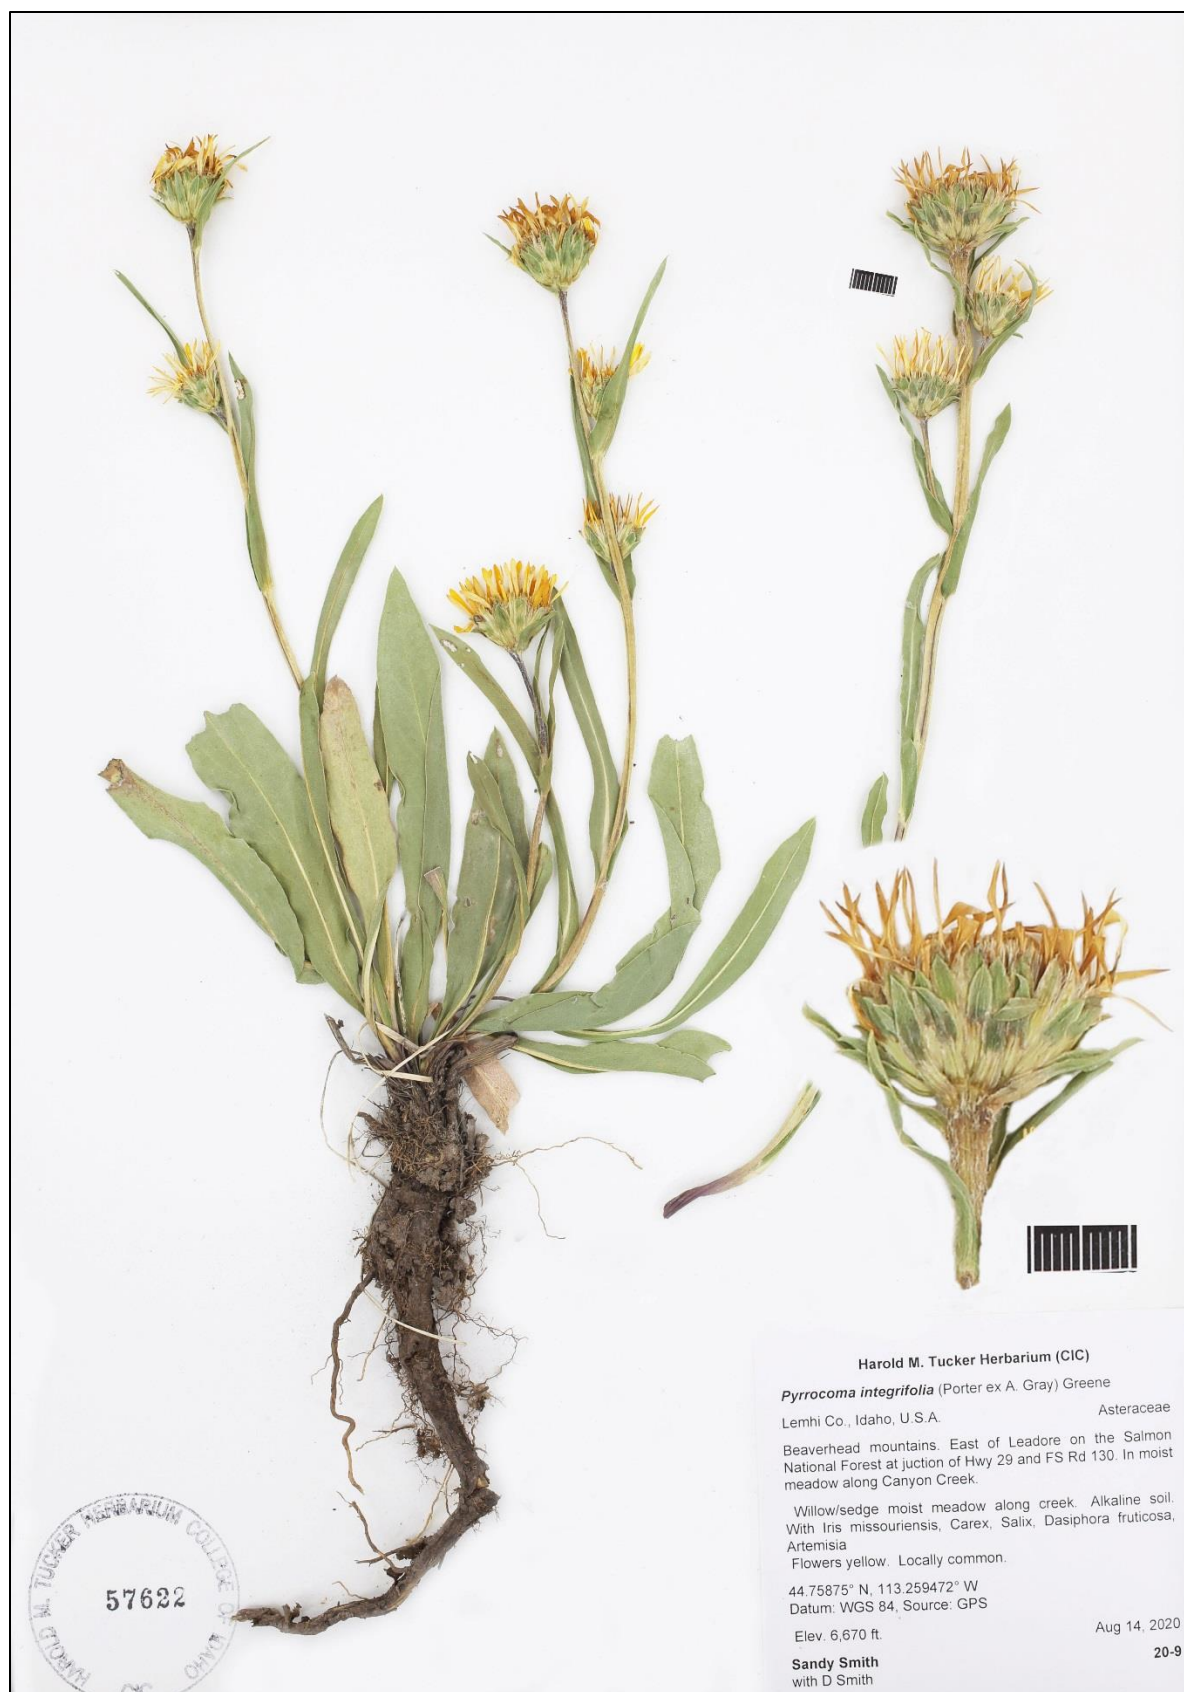 Harold M. Tucker Herbarium (CIC)
Pyrrocoma integrifolia (Porter ex A. Gray) Greene
Lemhi Co., Idaho, U.S.A. Asteraceae
Beaverhead mountains. East of Leadore on the Salmon
National Forest at juction of Hwy 29 and FS Rd 130. In moist
meadow along Canyon Creek.
Willow/sedge moist meadow along creek. Alkaline soil.
With Iris missouriensis, Carex, Salix, Dasiphora fruticosa,
Artemisia
Flowers yellow. Locally common.
44.75875° N, 113.259472° W
Datum: WGS 84, Source: GPS
Elev. 6,670 ft. Aug 14, 2020
Sandy Smith 20-9
with D Smith
HAROLD M. TUCKER HERBARIUM COLLEGE OF IDAHO
57622